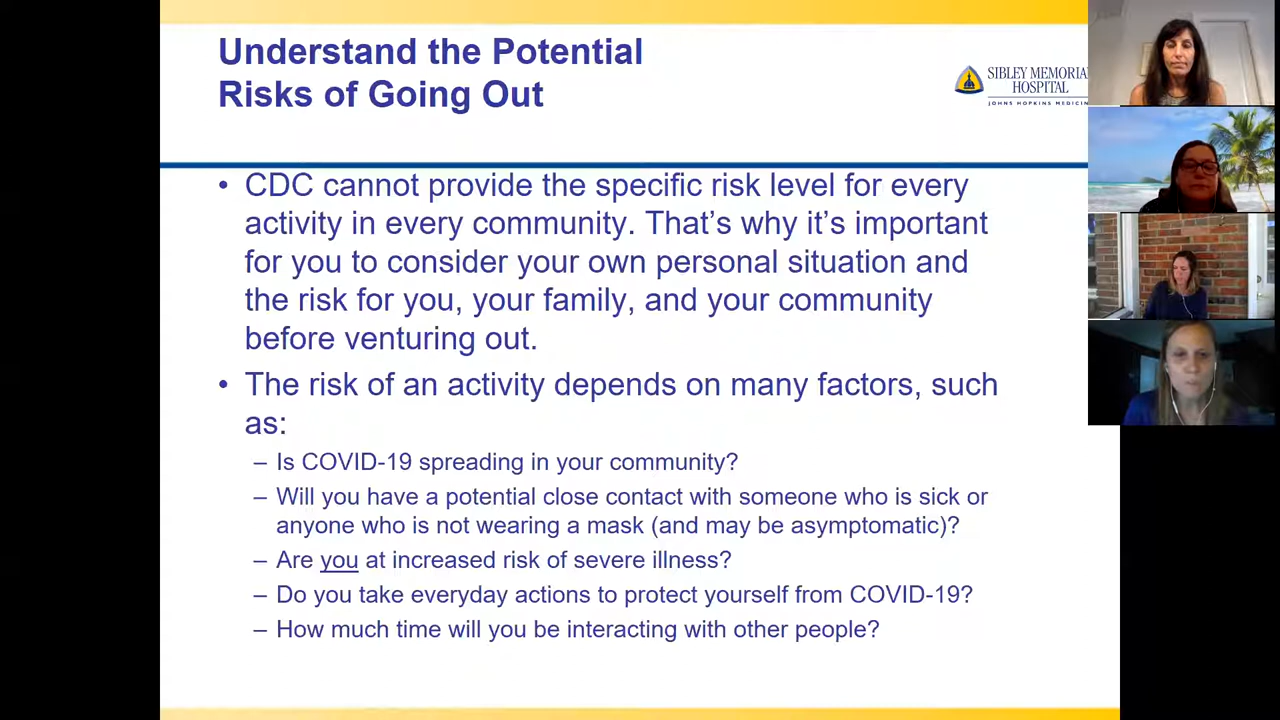 Understand the Potential
Risks of Going Out
SIBLEY MEMORIAL
HOSPITAL
JOHNS HOPKINS MEDICINE
• CDC cannot provide the specific risk level for every
activity in every community. That’s why it’s important
for you to consider your own personal situation and
the risk for you, your family, and your community
before venturing out.
• The risk of an activity depends on many factors, such
as:
– Is COVID-19 spreading in your community?
– Will you have a potential close contact with someone who is sick or
anyone who is not wearing a mask (and may be asymptomatic)?
– Are you at increased risk of severe illness?
– Do you take everyday actions to protect yourself from COVID-19?
– How much time will you be interacting with other people?